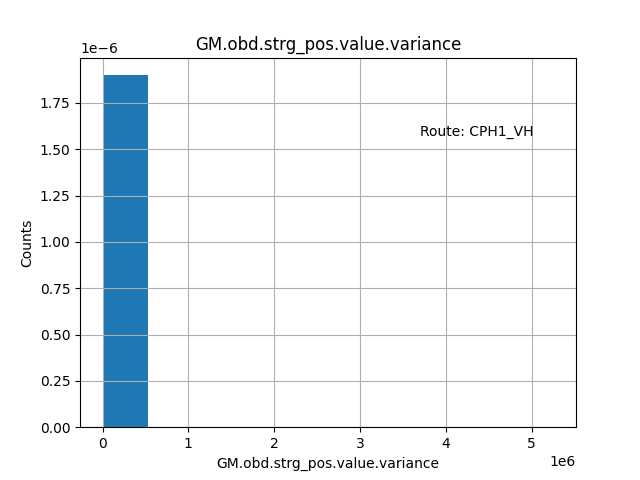 GM.obd.strg_pos.value.variance
1e−6
1.75
1.50
1.25
1.00
0.75
0.50
0.25
0.00
Counts
Route: CPH1_VH
0 1 2 3 4 5
1e6
GM.obd.strg_pos.value.variance